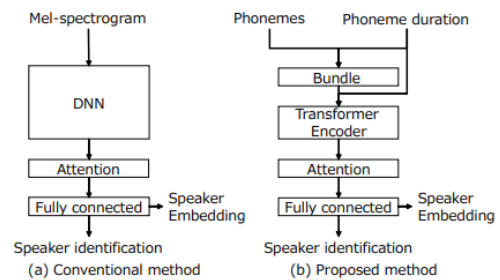 Mel-spectrogram
DNN
Attention
Fully connected
Speaker
Embedding
Speaker identification
(a) Conventional method
Phonemes
Phoneme duration
Bundle
Transformer
Encoder
Attention
Fully connected
Speaker
Embedding
Speaker identification
(b) Proposed method